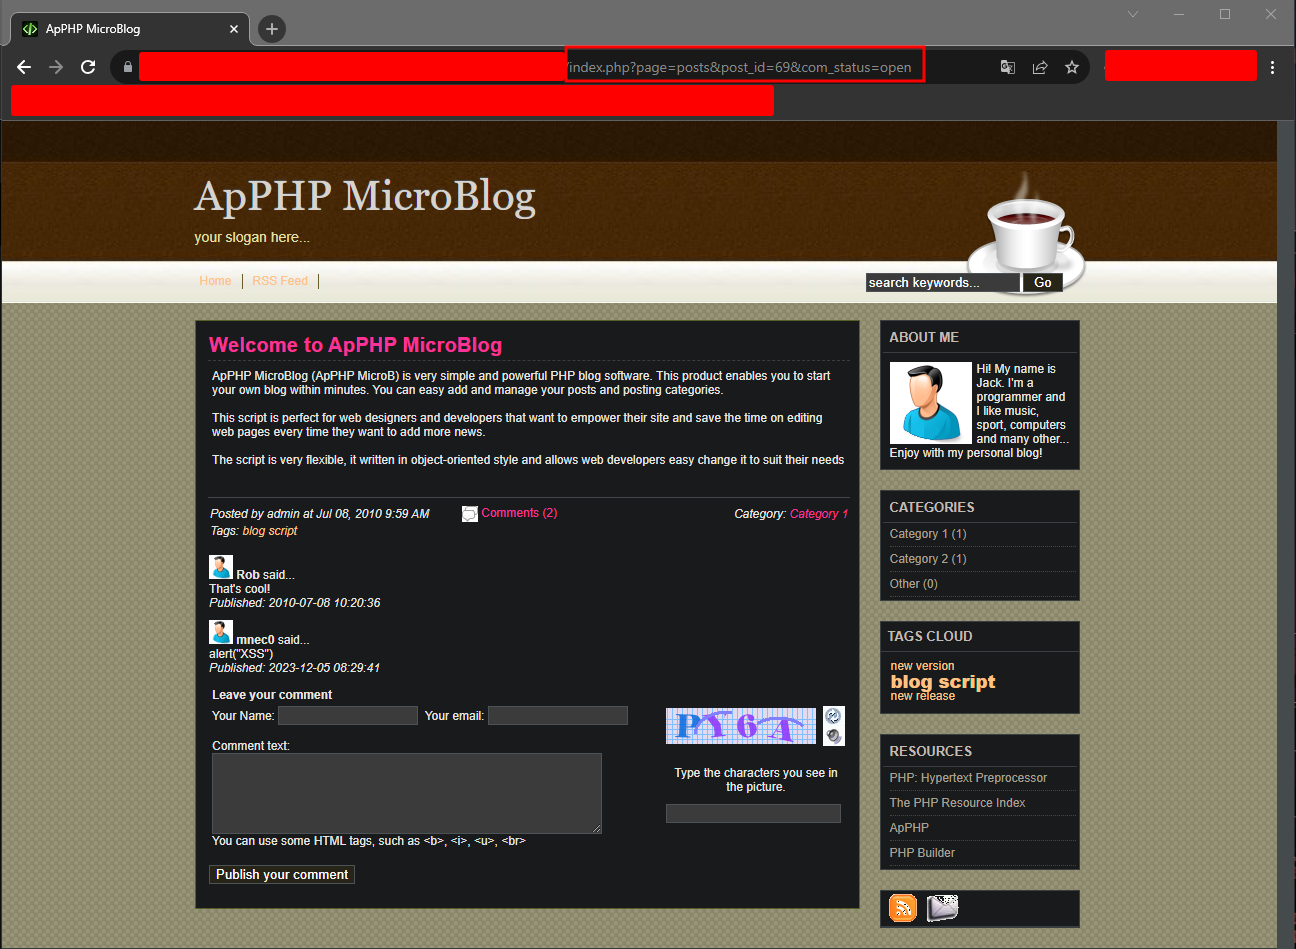 ApPHP MicroBlog
/index.php?page=posts&post_id=69&com_status=open
ApPHP MicroBlog
your slogan here...
Home
RSS Feed
search keywords...
Go
Welcome to ApPHP MicroBlog
ApPHP MicroBlog (ApPHP MicroB) is very simple and powerful PHP blog software. This product enables you to start
your own blog within minutes. You can easy add and manage your posts and posting categories.
This script is perfect for web designers and developers that want to empower their site and save the time on editing
web pages every time they want to add more news.
The script is very flexible, it written in object-oriented style and allows web developers easy change it to suit their needs
Posted by admin at Jul 08, 2010 9:59 AM
Comments (2)
Category: Category 1
Tags: blog script
Rob said...
That's cool!
Published: 2010-07-08 10:20:36
mnec0 said...
alert("XSS")
Published: 2023-12-05 08:29:41
Leave your comment
Your Name:
Your email:
PY6A
Comment text:
Type the characters you see in
the picture.
You can use some HTML tags, such as <b>, <i>, <u>, <br>
Publish your comment
ABOUT ME
Hi! My name is
Jack. I'm a
programmer and
I like music,
sport, computers
and many other...
Enjoy with my personal blog!
CATEGORIES
Category 1 (1)
Category 2 (1)
Other (0)
TAGS CLOUD
new version
blog script
new release
RESOURCES
PHP: Hypertext Preprocessor
The PHP Resource Index
ApPHP
PHP Builder